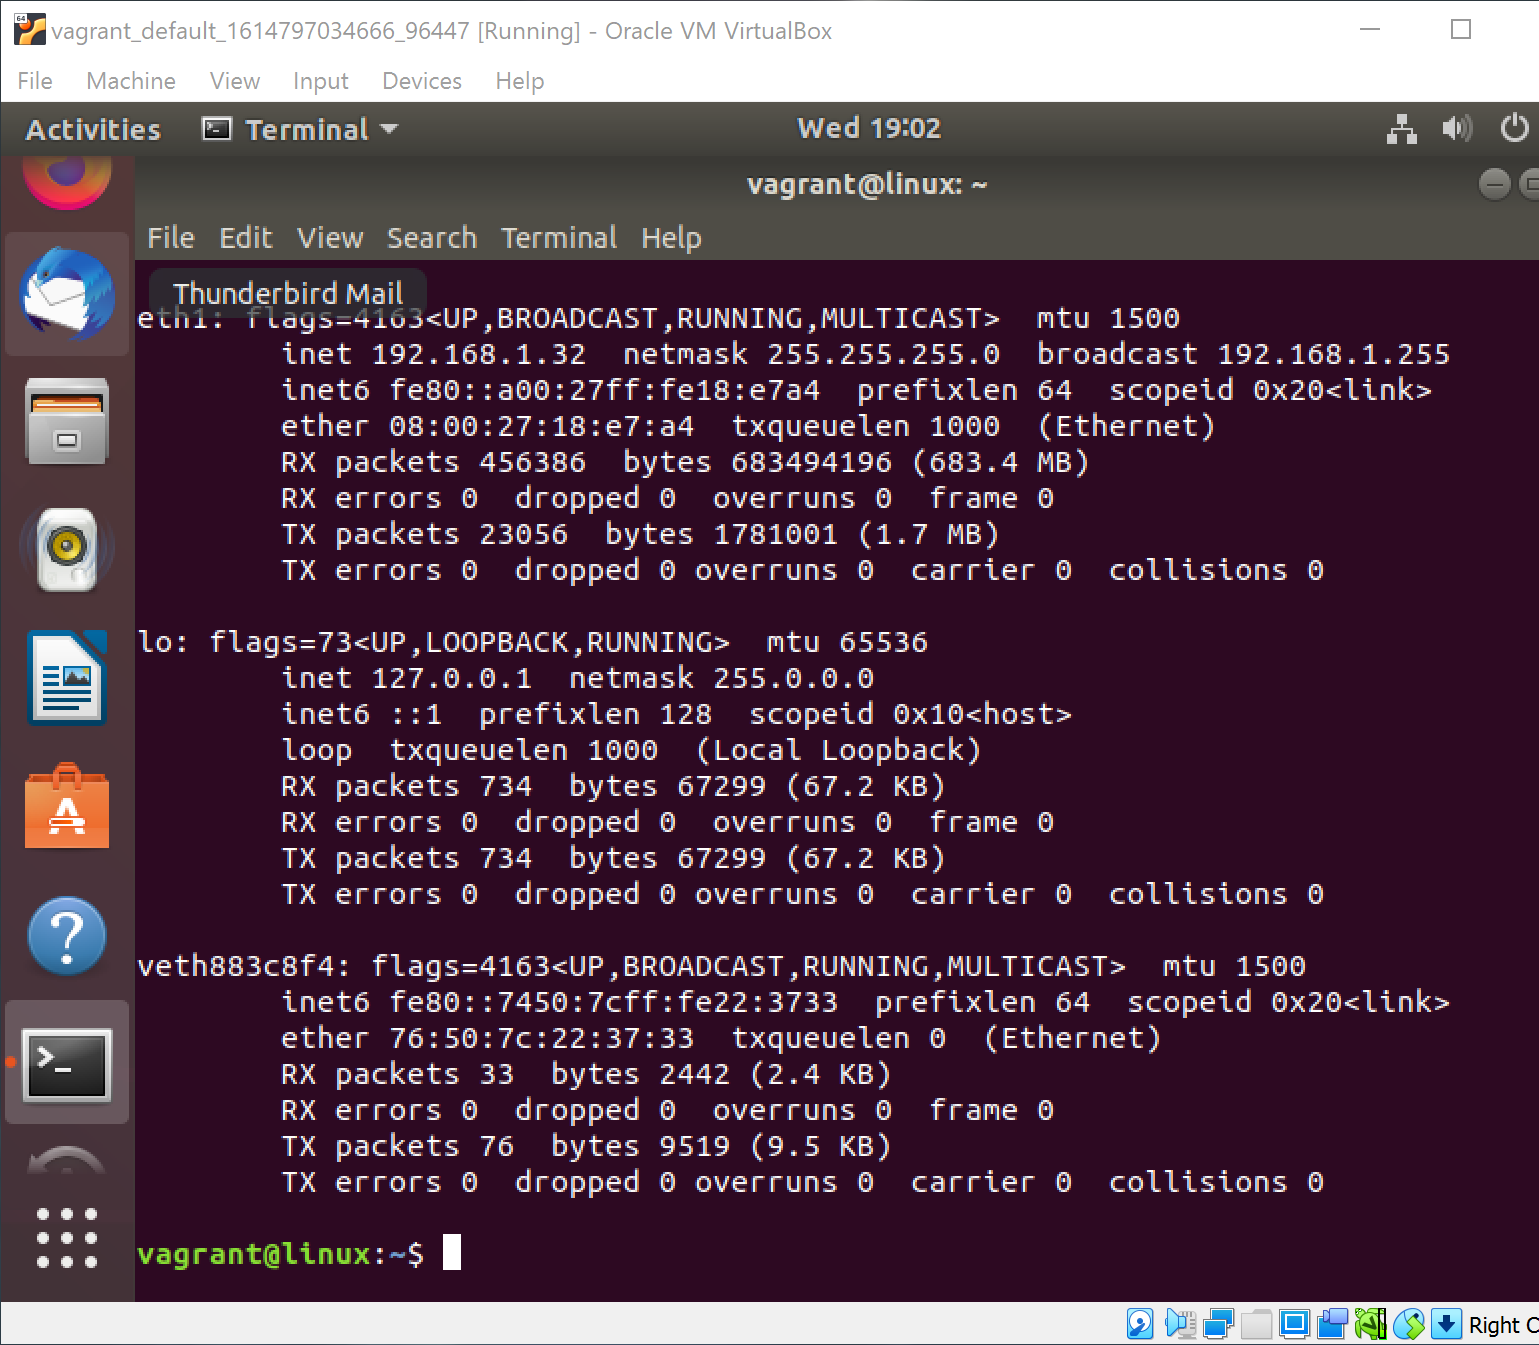 vagrant_default_1614797034666_96447 [Running] - Oracle VM VirtualBox
File Machine View Input Devices Help
Activities Terminal Wed 19:02
vagrant@linux: ~
File Edit View Search Terminal Help
Thunderbird Mail
eth1: flags=4163<UP,BROADCAST,RUNNING,MULTICAST>  mtu 1500
        inet 192.168.1.32  netmask 255.255.255.0  broadcast 192.168.1.255
        inet6 fe80::a00:27ff:fe18:e7a4  prefixlen 64  scopeid 0x20<link>
        ether 08:00:27:18:e7:a4  txqueuelen 1000  (Ethernet)
        RX packets 456386  bytes 683494196 (683.4 MB)
        RX errors 0  dropped 0  overruns 0  frame 0
        TX packets 23056  bytes 1781001 (1.7 MB)
        TX errors 0  dropped 0 overruns 0  carrier 0  collisions 0
lo: flags=73<UP,LOOPBACK,RUNNING>  mtu 65536
        inet 127.0.0.1  netmask 255.0.0.0
        inet6 ::1  prefixlen 128  scopeid 0x10<host>
        loop  txqueuelen 1000  (Local Loopback)
        RX packets 734  bytes 67299 (67.2 KB)
        RX errors 0  dropped 0  overruns 0  frame 0
        TX packets 734  bytes 67299 (67.2 KB)
        TX errors 0  dropped 0 overruns 0  carrier 0  collisions 0
veth883c8f4: flags=4163<UP,BROADCAST,RUNNING,MULTICAST>  mtu 1500
        inet6 fe80::7450:7cff:fe22:3733  prefixlen 64  scopeid 0x20<link>
        ether 76:50:7c:22:37:33  txqueuelen 0  (Ethernet)
        RX packets 33  bytes 2442 (2.4 KB)
        RX errors 0  dropped 0  overruns 0  frame 0
        TX packets 76  bytes 9519 (9.5 KB)
        TX errors 0  dropped 0 overruns 0  carrier 0  collisions 0
vagrant@linux:~$
Right C